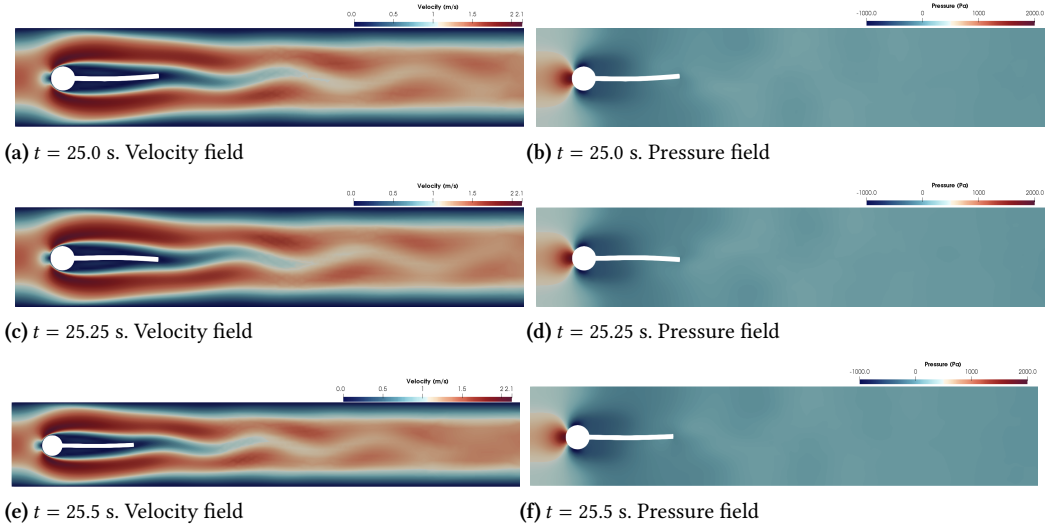 Velocity (m/s)
0.0 0.5 1 1.5 2 2.1
Pressure (Pa)
-1000.0 0 1000 2000.0
(a) t = 25.0 s. Velocity field
(b) t = 25.0 s. Pressure field
Velocity (m/s)
0.0 0.5 1 1.5 2 2.1
Pressure (Pa)
-1000.0 0 1000 2000.0
(c) t = 25.25 s. Velocity field
(d) t = 25.25 s. Pressure field
Velocity (m/s)
0.0 0.5 1 1.5 2 2.1
Pressure (Pa)
-1000.0 0 1000 2000.0
(e) t = 25.5 s. Velocity field
(f) t = 25.5 s. Pressure field